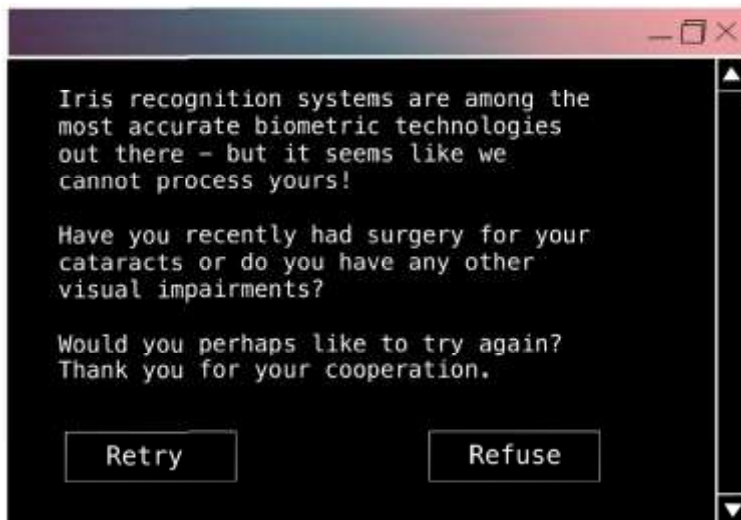 Iris recognition systems are among the
most accurate biometric technologies
out there – but it seems like we
cannot process yours!
Have you recently had surgery for your
cataracts or do you have any other
visual impairments?
Would you perhaps like to try again?
Thank you for your cooperation.
Retry
Refuse